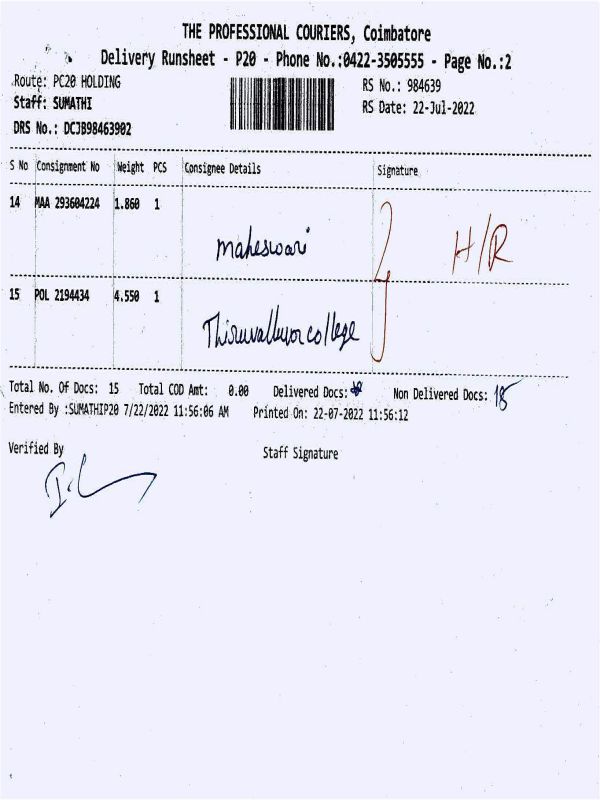 THE PROFESSIONAL COURIERS, Coimbatore
Delivery Runsheet - P20 - Phone No.:0422-3505555 - Page No.:2
Route: PC20 HOLDING
RS No.: 984639
Staff: SUMATHI
RS Date: 22-Jul-2022
DRS No.: DCJB98463902
S No Consignment No Weight PCS Consignee Details Signature
14 MAA 293604224 1.860 1
Maheswari H/R
15 POL 2194434 4.550 1
Thiruvalluvar college
Total No. Of Docs: 15 Total COD Amt: 0.00 Delivered Docs: Non Delivered Docs: 15
Entered By :SUMATHIP20 7/22/2022 11:56:06 AM Printed On: 22-07-2022 11:56:12
Verified By Staff Signature